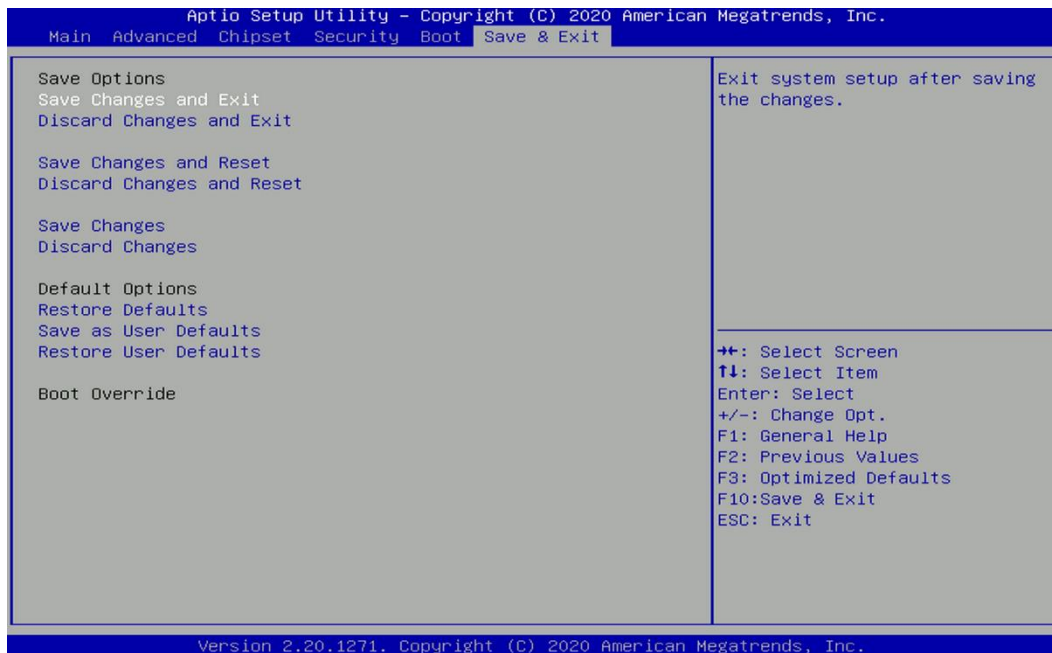 Aptio Setup Utility – Copyright (C) 2020 American Megatrends, Inc.
Main Advanced Chipset Security Boot Save & Exit
Save Options
Save Changes and Exit
Discard Changes and Exit
Save Changes and Reset
Discard Changes and Reset
Save Changes
Discard Changes
Default Options
Restore Defaults
Save as User Defaults
Restore User Defaults
Boot Override
Exit system setup after saving
the changes.
→←: Select Screen
↑↓: Select Item
Enter: Select
+/-: Change Opt.
F1: General Help
F2: Previous Values
F3: Optimized Defaults
F10:Save & Exit
ESC: Exit
Version 2.20.1271. Copyright (C) 2020 American Megatrends, Inc.